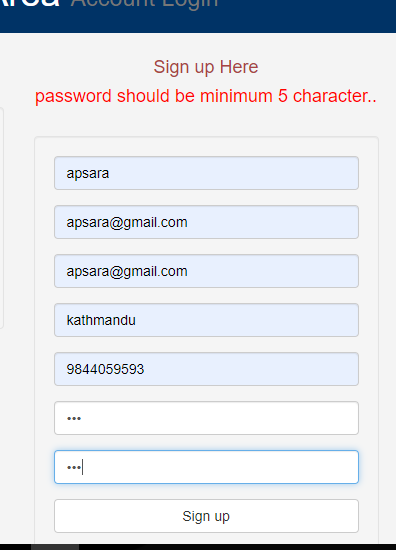 Area Account Login
Sign up Here
password should be minimum 5 character..
apsara
apsara@gmail.com
apsara@gmail.com
kathmandu
9844059593
•••
•••
Sign up